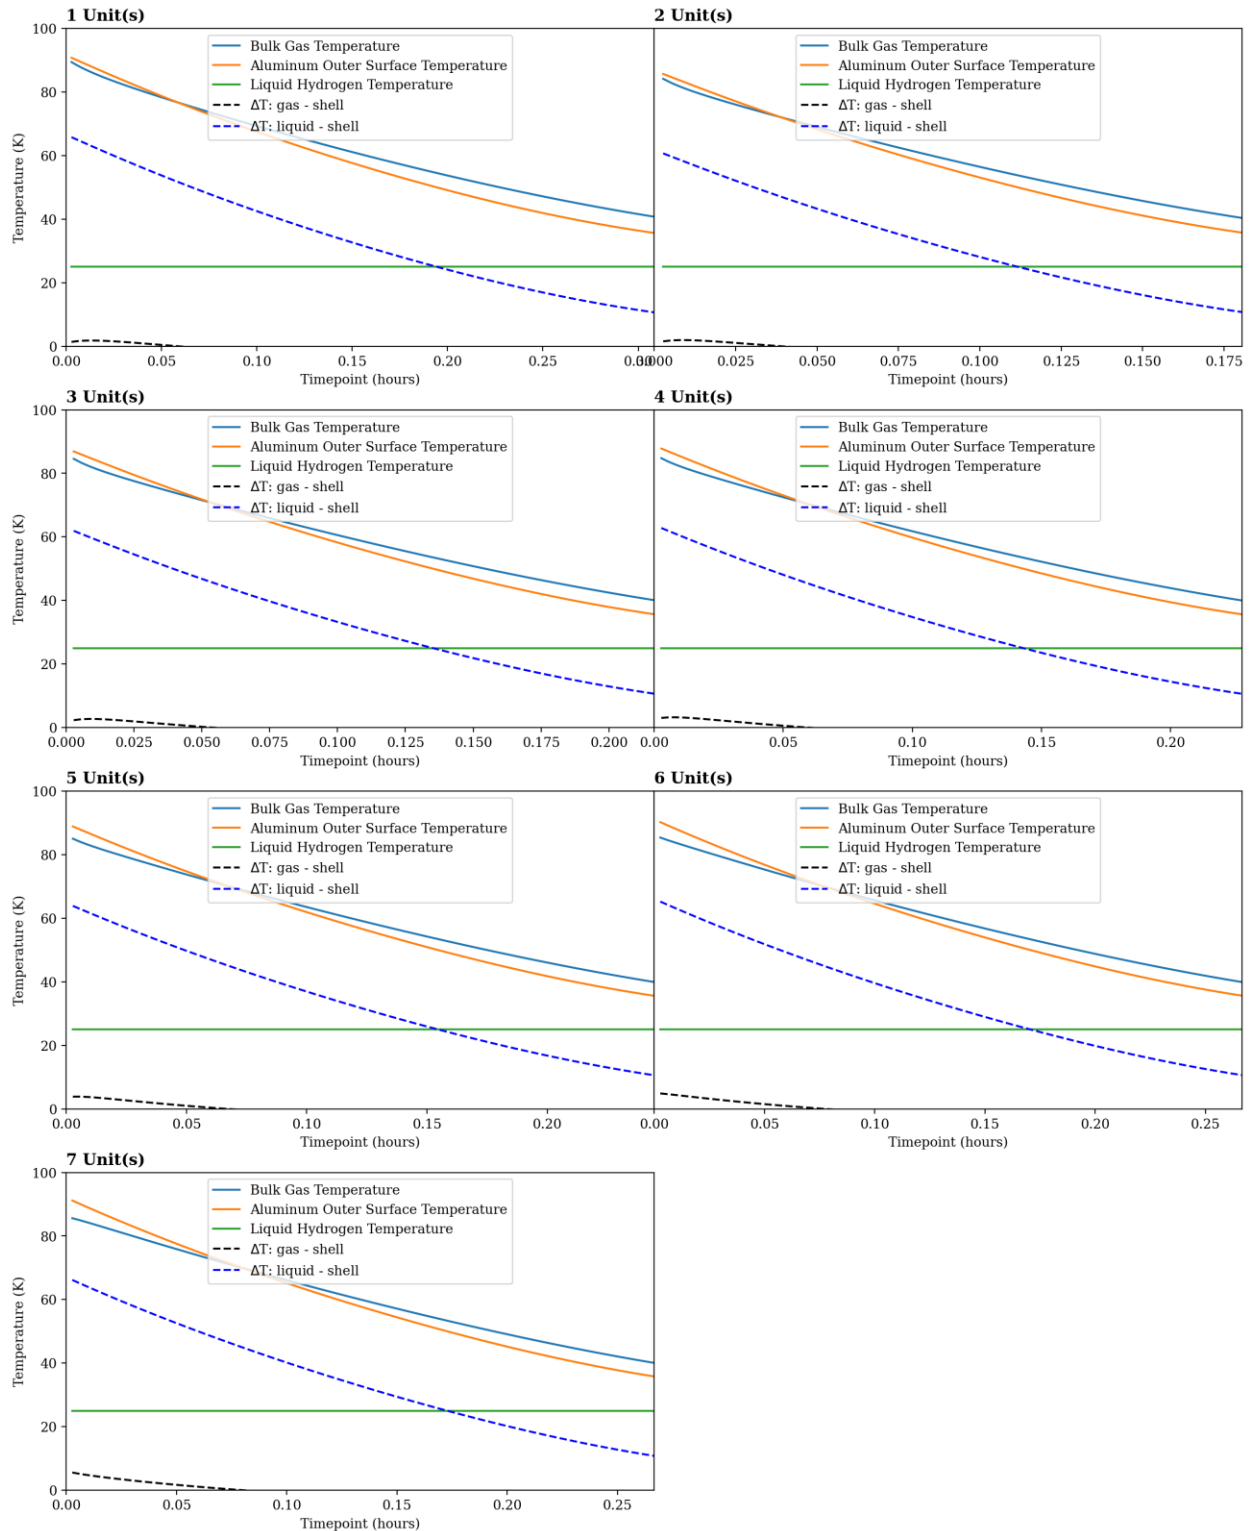 1 Unit(s)
2 Unit(s)
Temperature (K)
100
80
60
40
20
0
Bulk Gas Temperature
Aluminum Outer Surface Temperature
Liquid Hydrogen Temperature
ΔT: gas - shell
ΔT: liquid - shell
Bulk Gas Temperature
Aluminum Outer Surface Temperature
Liquid Hydrogen Temperature
ΔT: gas - shell
ΔT: liquid - shell
0.00 0.05 0.10 0.15 0.20 0.25
0.025 0.050 0.075 0.100 0.125 0.150 0.175
Timepoint (hours)
Timepoint (hours)
3 Unit(s)
4 Unit(s)
Temperature (K)
100
80
60
40
20
0
Bulk Gas Temperature
Aluminum Outer Surface Temperature
Liquid Hydrogen Temperature
ΔT: gas - shell
ΔT: liquid - shell
Bulk Gas Temperature
Aluminum Outer Surface Temperature
Liquid Hydrogen Temperature
ΔT: gas - shell
ΔT: liquid - shell
0.000 0.025 0.050 0.075 0.100 0.125 0.150 0.175 0.200
0.00 0.05 0.10 0.15 0.20
Timepoint (hours)
Timepoint (hours)
5 Unit(s)
6 Unit(s)
Temperature (K)
100
80
60
40
20
0
Bulk Gas Temperature
Aluminum Outer Surface Temperature
Liquid Hydrogen Temperature
ΔT: gas - shell
ΔT: liquid - shell
Bulk Gas Temperature
Aluminum Outer Surface Temperature
Liquid Hydrogen Temperature
ΔT: gas - shell
ΔT: liquid - shell
0.00 0.05 0.10 0.15 0.20
0.00 0.05 0.10 0.15 0.20 0.25
Timepoint (hours)
Timepoint (hours)
7 Unit(s)
Temperature (K)
100
80
60
40
20
0
Bulk Gas Temperature
Aluminum Outer Surface Temperature
Liquid Hydrogen Temperature
ΔT: gas - shell
ΔT: liquid - shell
0.00 0.05 0.10 0.15 0.20 0.25
Timepoint (hours)